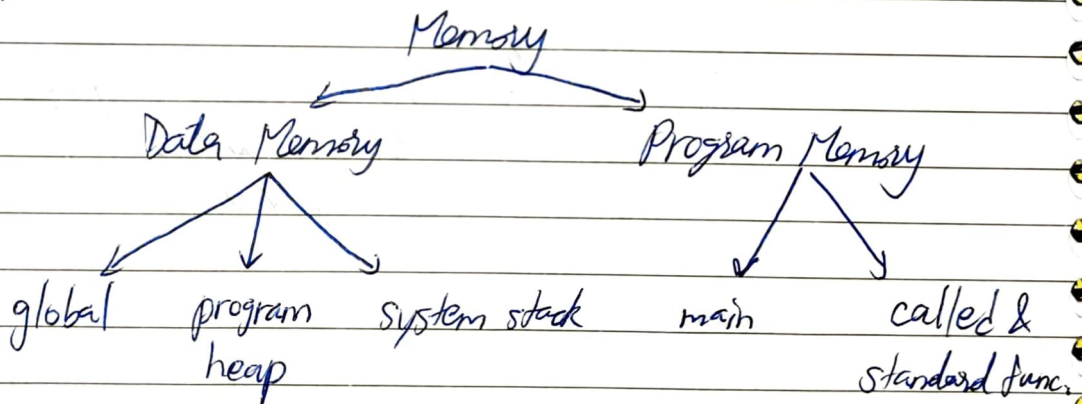 Memory
Data Memory Program Memory
global program system stack main called &
heap standard func.